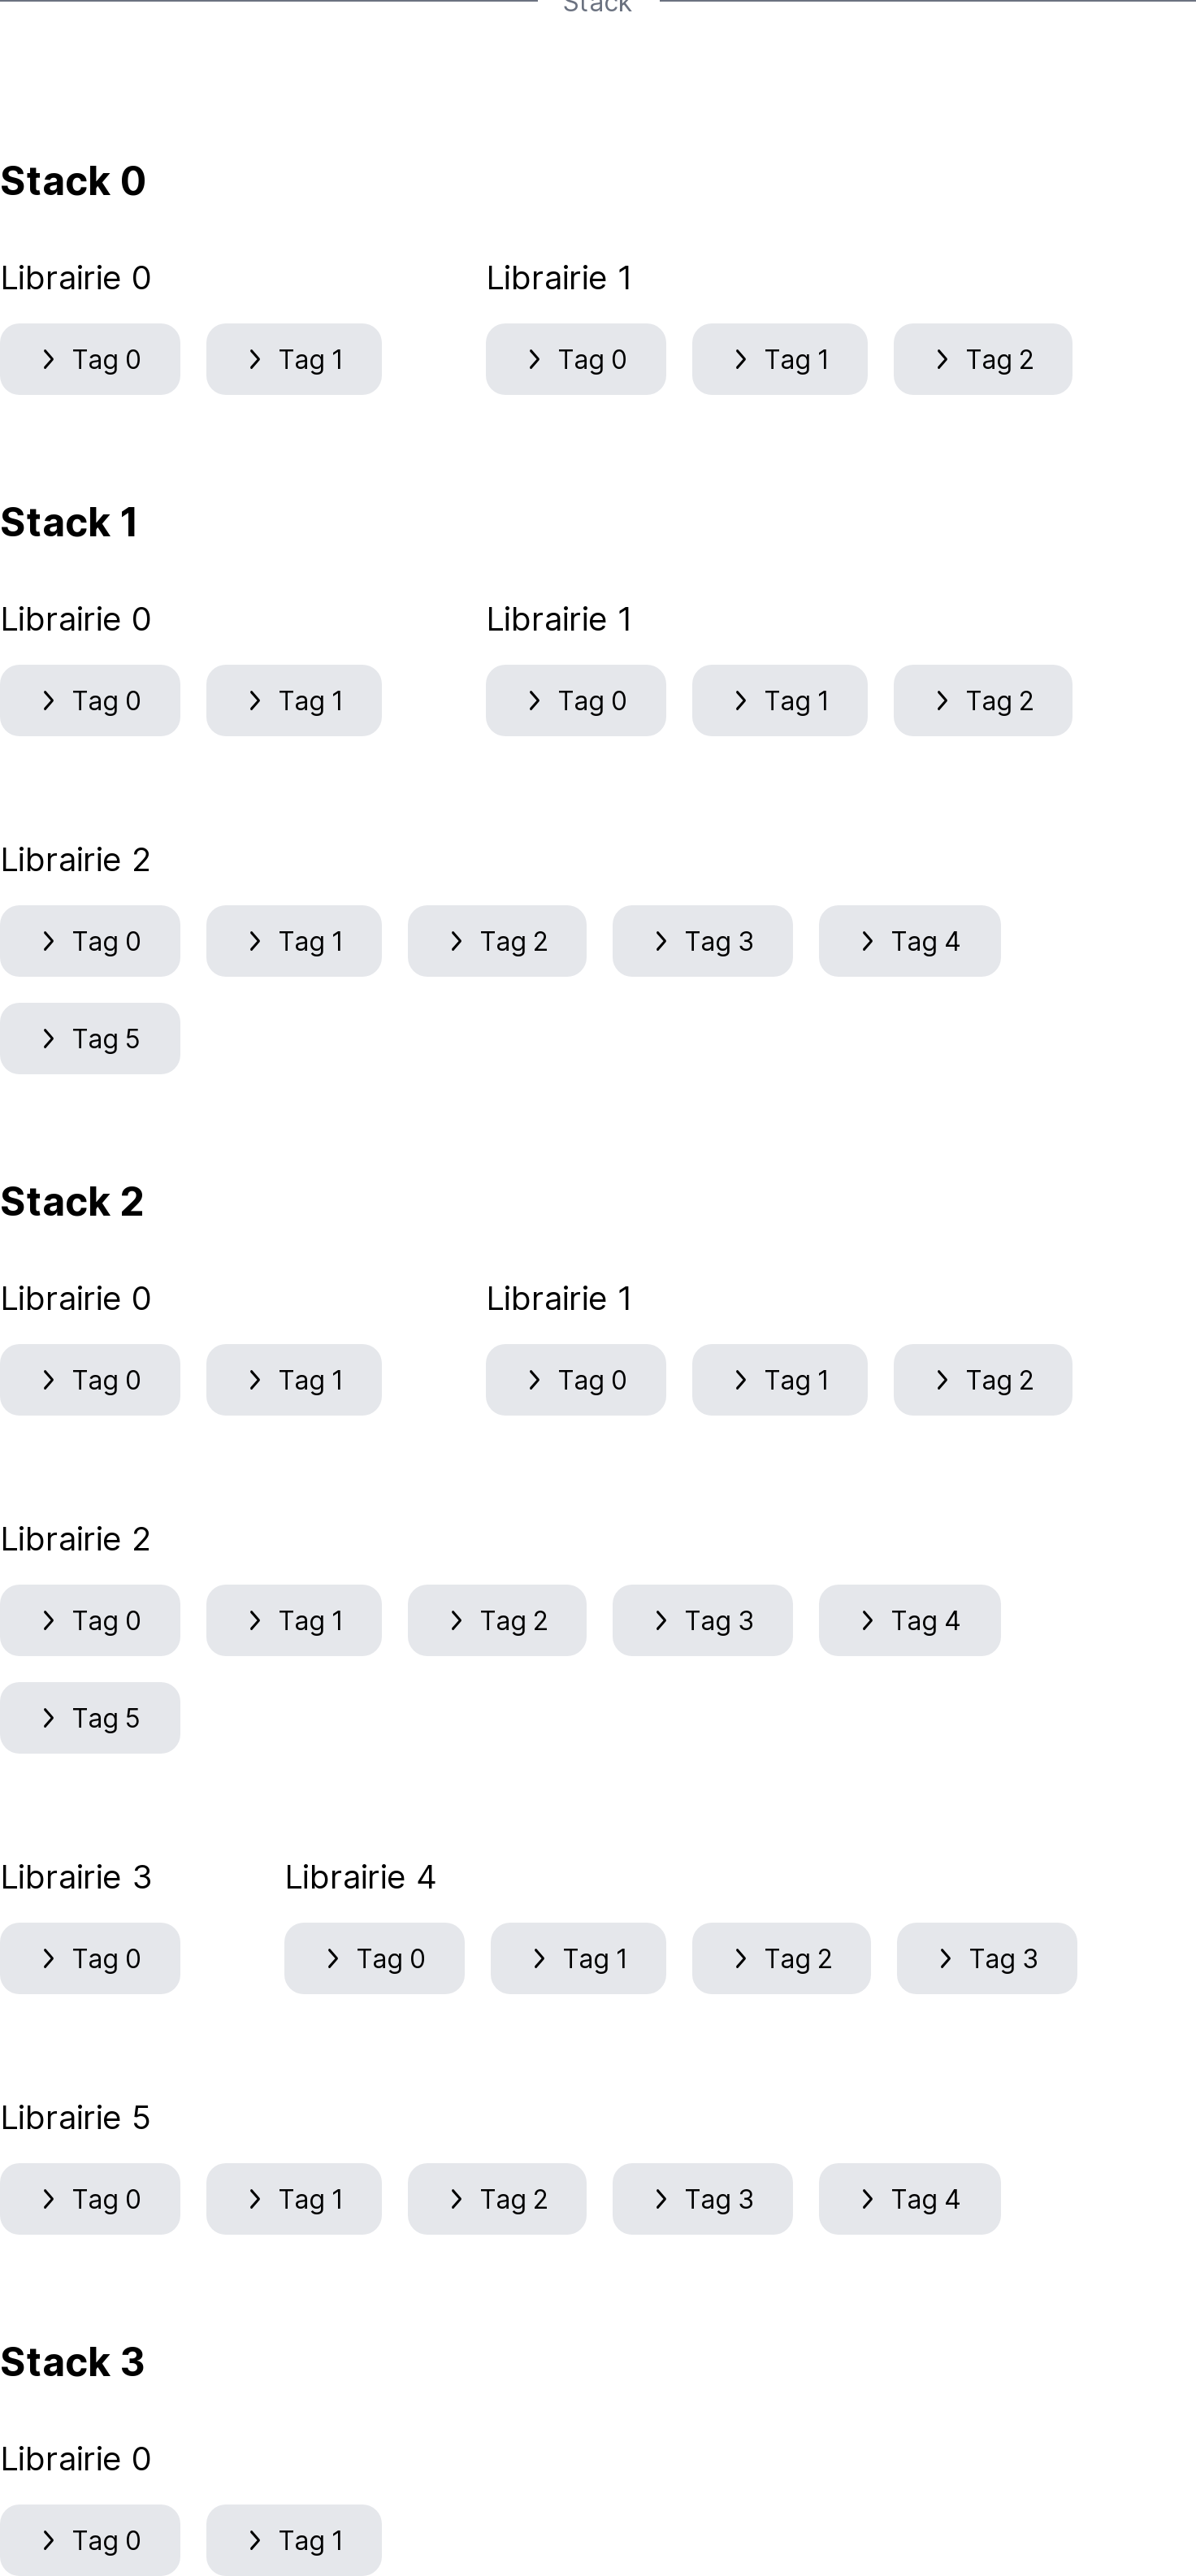 Stack
Stack 0
Librairie 0 Librairie 1
Tag 0 Tag 1 Tag 0 Tag 1 Tag 2
Stack 1
Librairie 0 Librairie 1
Tag 0 Tag 1 Tag 0 Tag 1 Tag 2
Librairie 2
Tag 0 Tag 1 Tag 2 Tag 3 Tag 4
Tag 5
Stack 2
Librairie 0 Librairie 1
Tag 0 Tag 1 Tag 0 Tag 1 Tag 2
Librairie 2
Tag 0 Tag 1 Tag 2 Tag 3 Tag 4
Tag 5
Librairie 3 Librairie 4
Tag 0 Tag 0 Tag 1 Tag 2 Tag 3
Librairie 5
Tag 0 Tag 1 Tag 2 Tag 3 Tag 4
Stack 3
Librairie 0
Tag 0 Tag 1